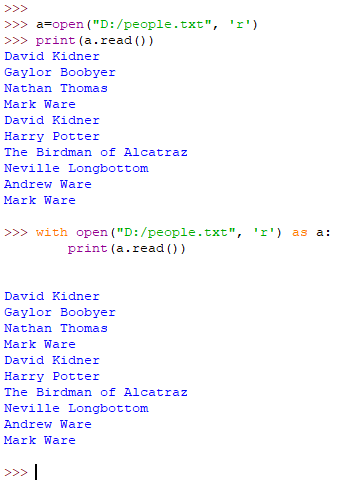 >>>
>>> a=open("D:/people.txt", 'r')
>>> print(a.read())
David Kidner
Gaylor Boobyer
Nathan Thomas
Mark Ware
David Kidner
Harry Potter
The Birdman of Alcatraz
Neville Longbottom
Andrew Ware
Mark Ware
>>> with open("D:/people.txt", 'r') as a:
        print(a.read())
David Kidner
Gaylor Boobyer
Nathan Thomas
Mark Ware
David Kidner
Harry Potter
The Birdman of Alcatraz
Neville Longbottom
Andrew Ware
Mark Ware
>>>